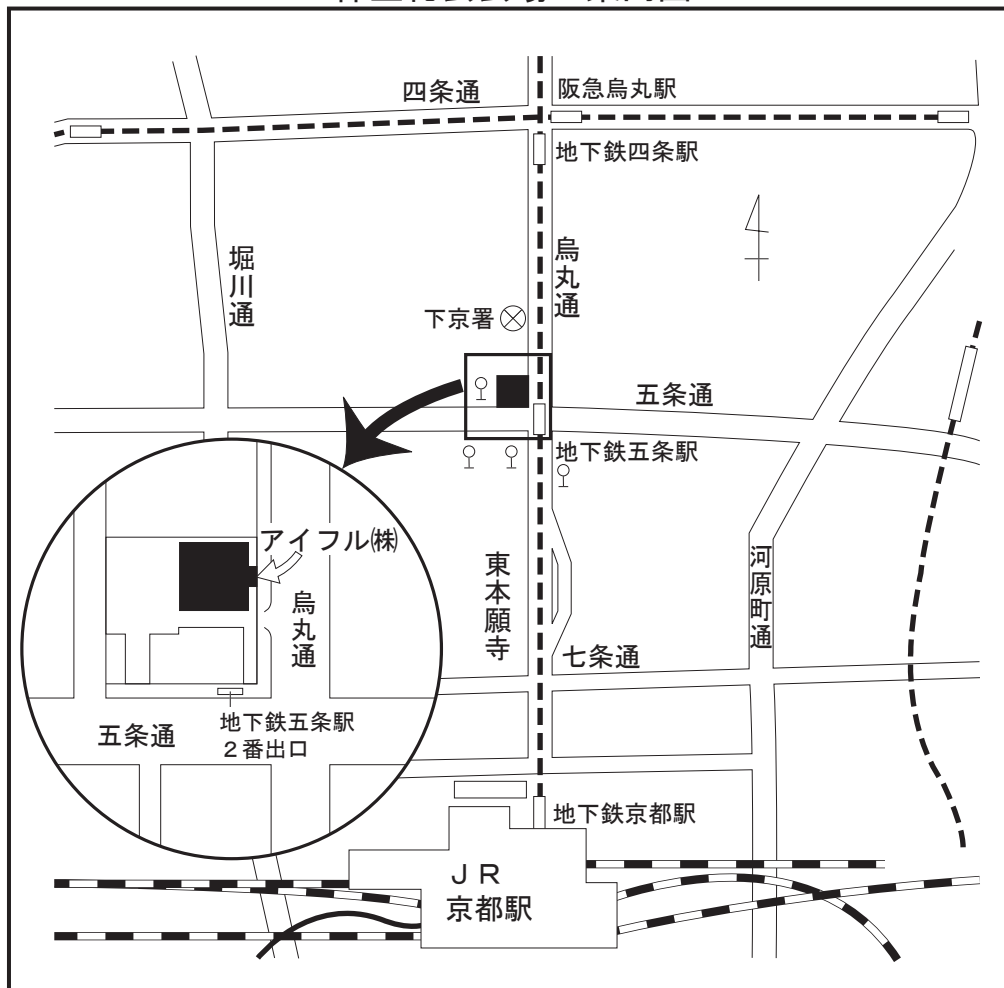 四条通
阪急烏丸駅
地下鉄四条駅
烏丸通
堀川通
下京署
五条通
地下鉄五条駅
アイフル㈱
烏丸通
五条通
地下鉄五条駅
２番出口
東本願寺
七条通
河原町通
地下鉄京都駅
ＪＲ
京都駅